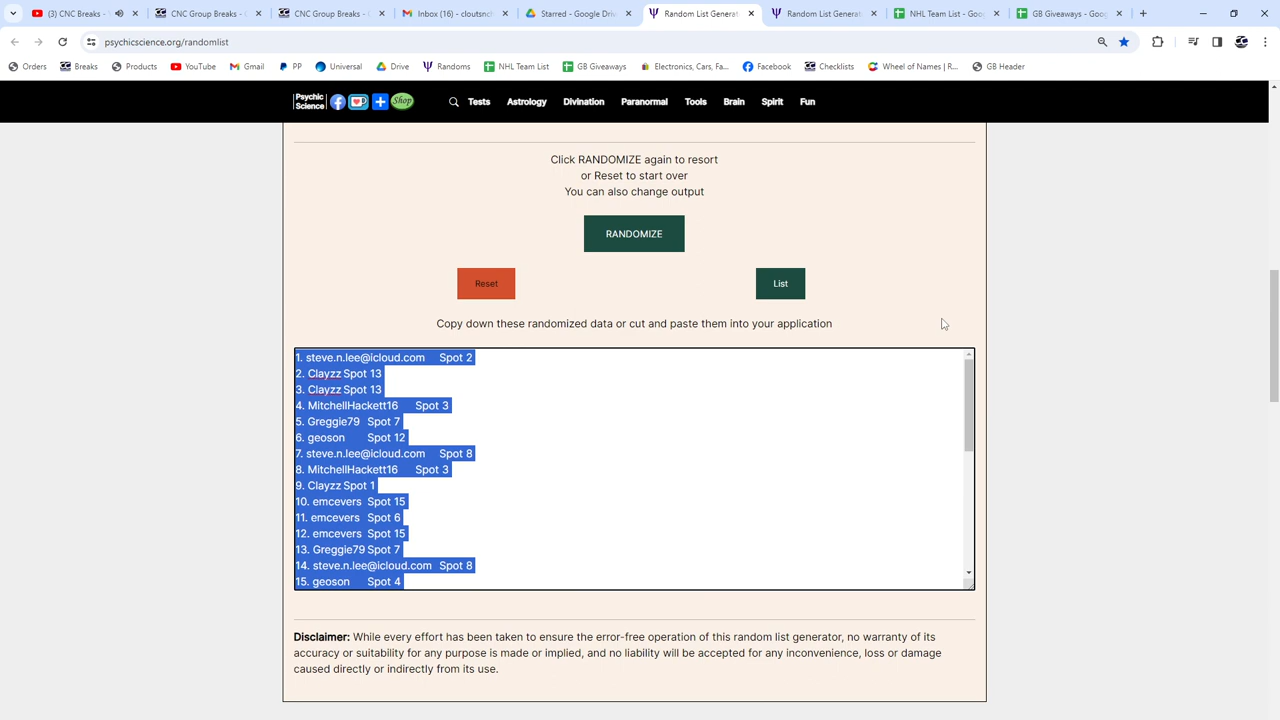 (3) CNC Group Breaks -
CNC Group Breaks -
CNC Group Breaks -
Inbox (16) - cloutsnch
Starred - Google Driv
Random List Generato
Random List Generato
NHL Team List - Goog
GB Giveaways - Goog
psychicscience.org/randomlist
Orders
Breaks
Products
YouTube
Gmail
PP
Universal
Drive
Randoms
NHL Team List
GB Giveaways
Electronics, Cars, Fa...
Facebook
Checklists
Wheel of Names | R...
GB Header
Psychic
Science
Shop
Tests
Astrology
Divination
Paranormal
Tools
Brain
Spirit
Fun
Click RANDOMIZE again to resort
or Reset to start over
You can also change output
RANDOMIZE
Reset
List
Copy down these randomized data or cut and paste them into your application
1. steve.n.lee@icloud.com Spot 2
2. Clayzz Spot 13
3. Clayzz Spot 13
4. MitchellHackett16 Spot 3
5. Greggie79 Spot 7
6. geoson Spot 12
7. steve.n.lee@icloud.com Spot 8
8. MitchellHackett16 Spot 3
9. Clayzz Spot 1
10. emcevers Spot 15
11. emcevers Spot 6
12. emcevers Spot 15
13. Greggie79 Spot 7
14. steve.n.lee@icloud.com Spot 8
15. geoson Spot 4
Disclaimer: While every effort has been taken to ensure the error-free operation of this random list generator, no warranty of its
accuracy or suitability for any purpose is made or implied, and no liability will be accepted for any inconvenience, loss or damage
caused directly or indirectly from its use.